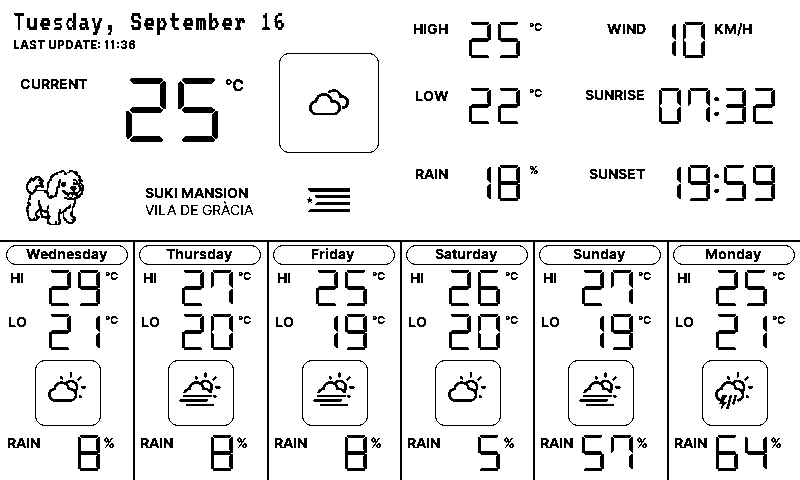 Tuesday, September 16
LAST UPDATE: 11:36
CURRENT 25 °C
HIGH 25 °C
WIND 10 KM/H
LOW 22 °C
SUNRISE 07:32
RAIN 18 %
SUNSET 19:59
SUKI MANSION
VILA DE GRÀCIA
Wednesday
HI 29 °C
LO 21 °C
RAIN 8 %
Thursday
HI 27 °C
LO 20 °C
RAIN 8 %
Friday
HI 25 °C
LO 19 °C
RAIN 8 %
Saturday
HI 26 °C
LO 20 °C
RAIN 5 %
Sunday
HI 27 °C
LO 19 °C
RAIN 57 %
Monday
HI 25 °C
LO 21 °C
RAIN 64 %